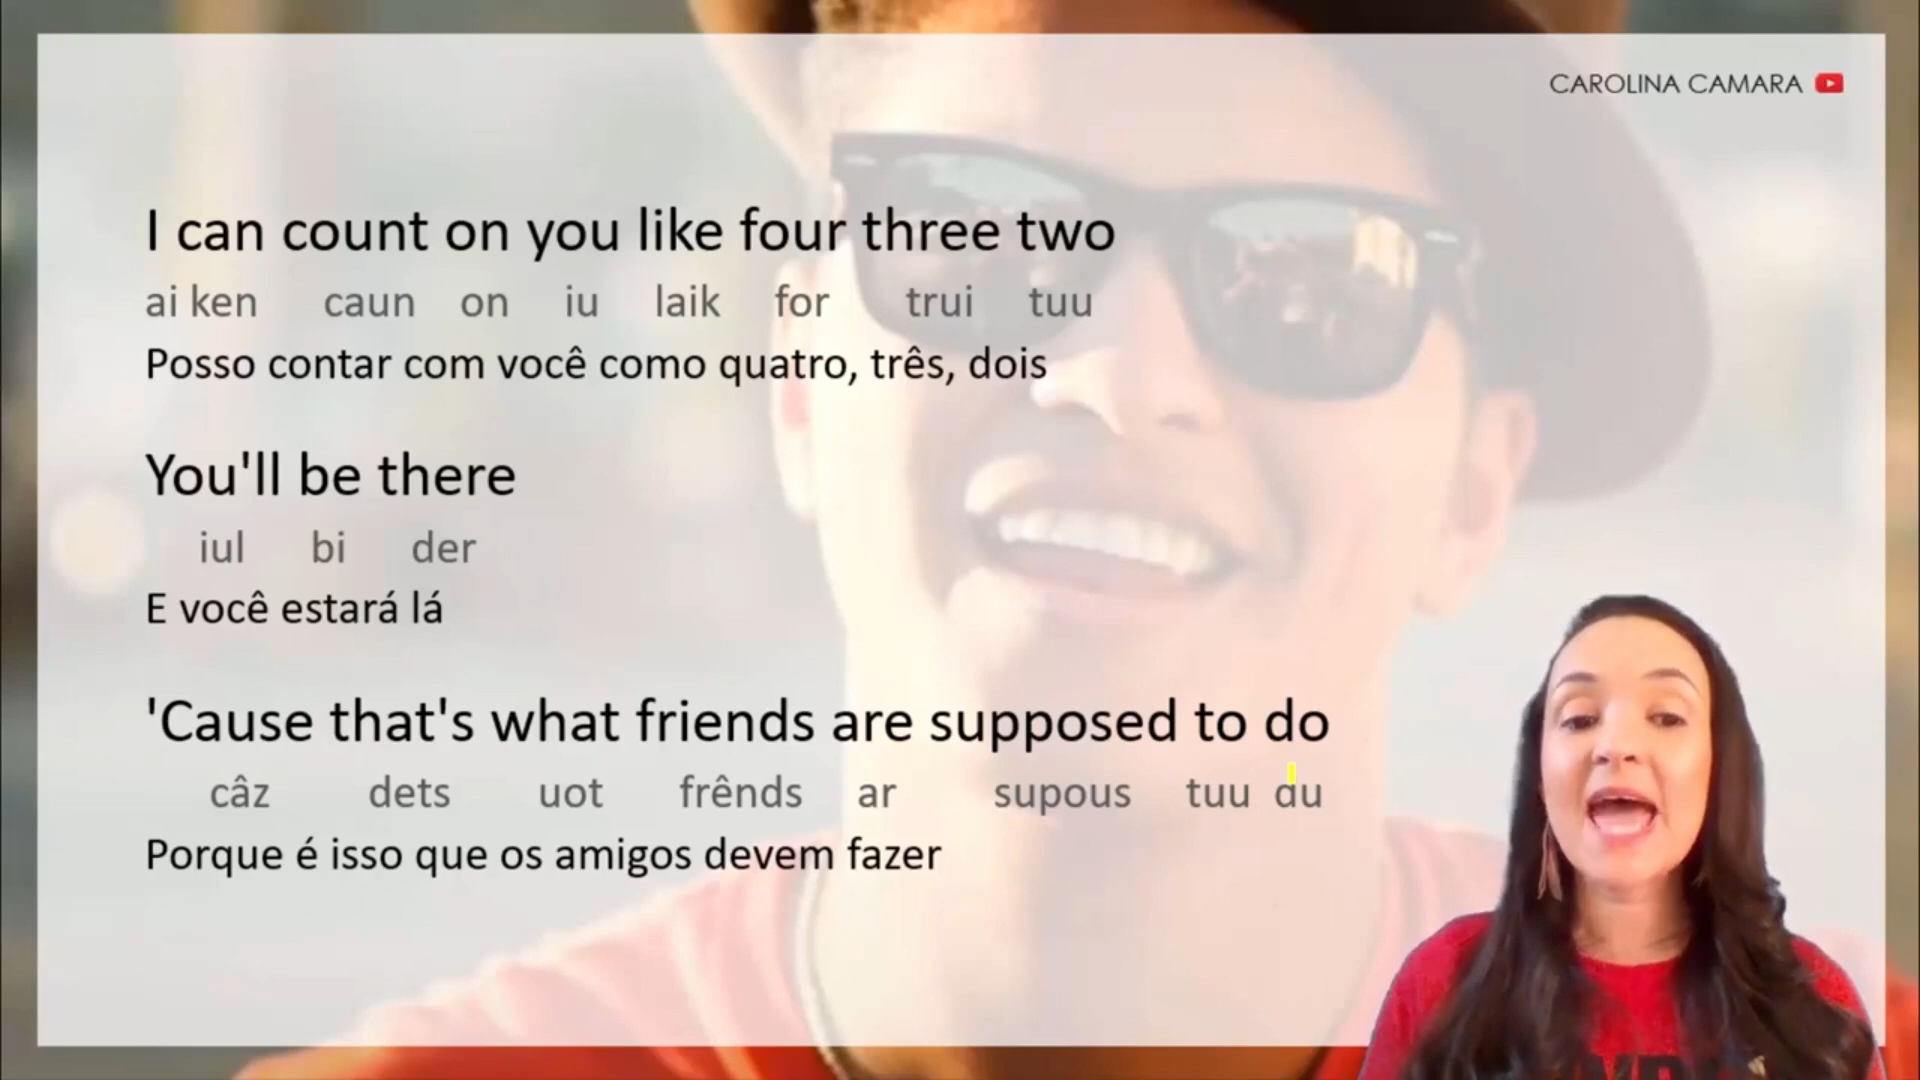 CAROLINA CAMARA
I can count on you like four three two
ai ken caun on iu laik for trui tuu
Posso contar com você como quatro, três, dois
You'll be there
iul bi der
E você estará lá
'Cause that's what friends are supposed to do
câz dets uot frênds ar supous tuu du
Porque é isso que os amigos devem fazer